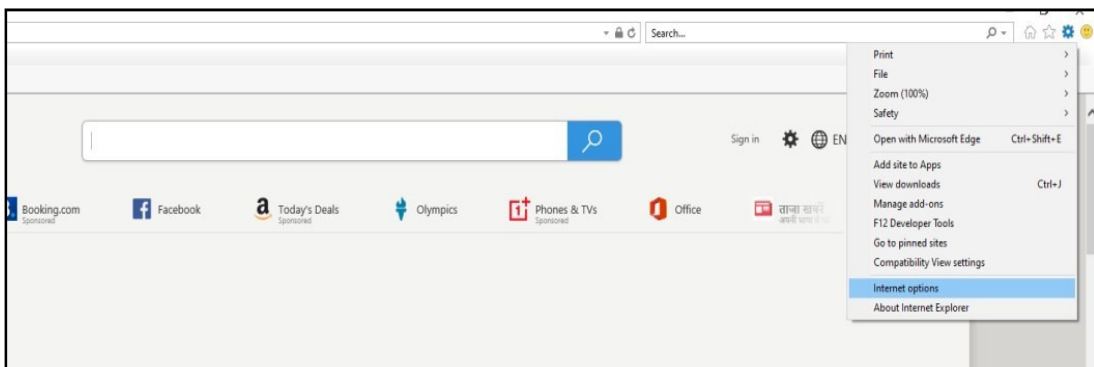 Search...
Print
File
Zoom (100%)
Safety
Open with Microsoft Edge Ctrl+Shift+E
Add site to Apps
View downloads Ctrl+J
Manage add-ons
F12 Developer Tools
Go to pinned sites
Compatibility View settings
Internet options
About Internet Explorer
Sign in EN
Booking.com
Sponsored
Facebook
a Today's Deals
Sponsored
Olympics
1+ Phones & TVs
Sponsored
Office
ताजा खबरें